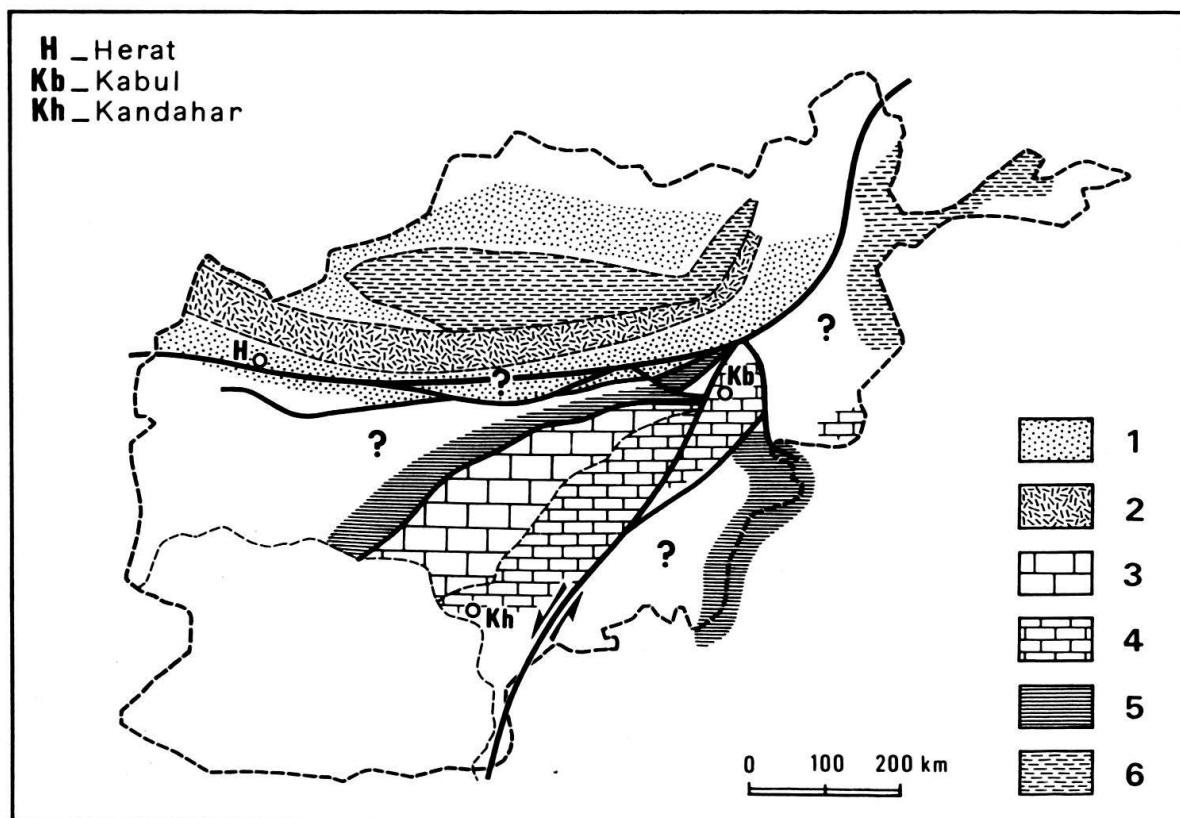 H _ Herat
Kb _ Kabul
Kh _ Kandahar
?
H
?
Kb
?
?
Kh
1
2
3
4
5
6
0 100 200 km